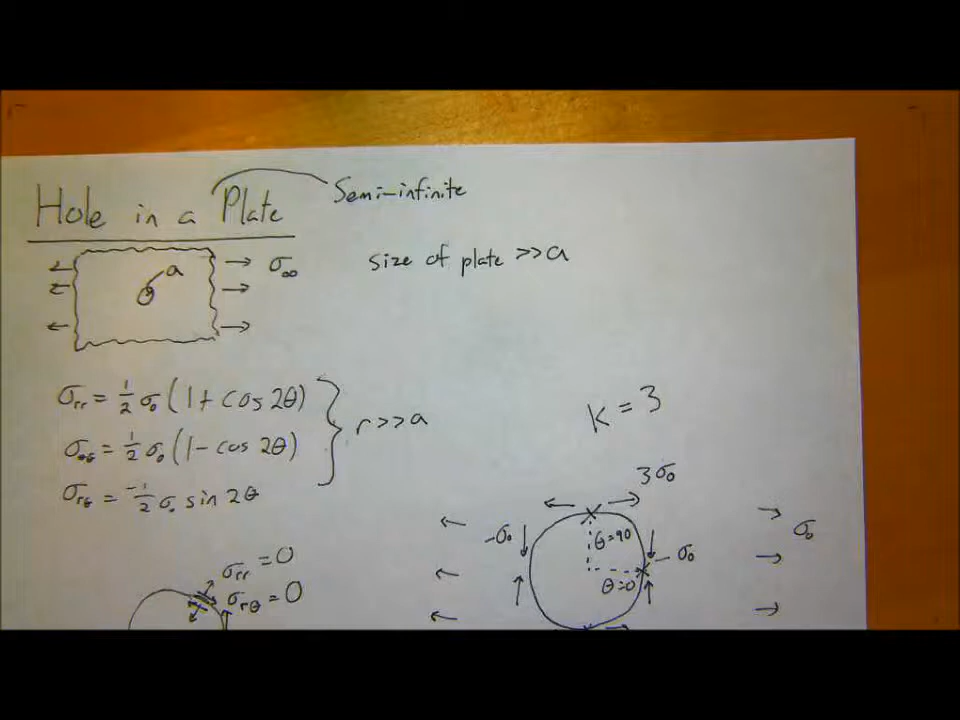 Hole in a Plate
Semi-infinite
a
σ∞
size of plate >> a
σrr = 1/2 σ₀ (1 + cos 2θ)
σθθ = 1/2 σ₀ (1 - cos 2θ)
σrθ = -1/2 σ₀ sin 2θ
r >> a
K = 3
3σ₀
-σ₀
θ=90
σ₀
-σ₀
θ=0
σrr = 0
σrθ = 0